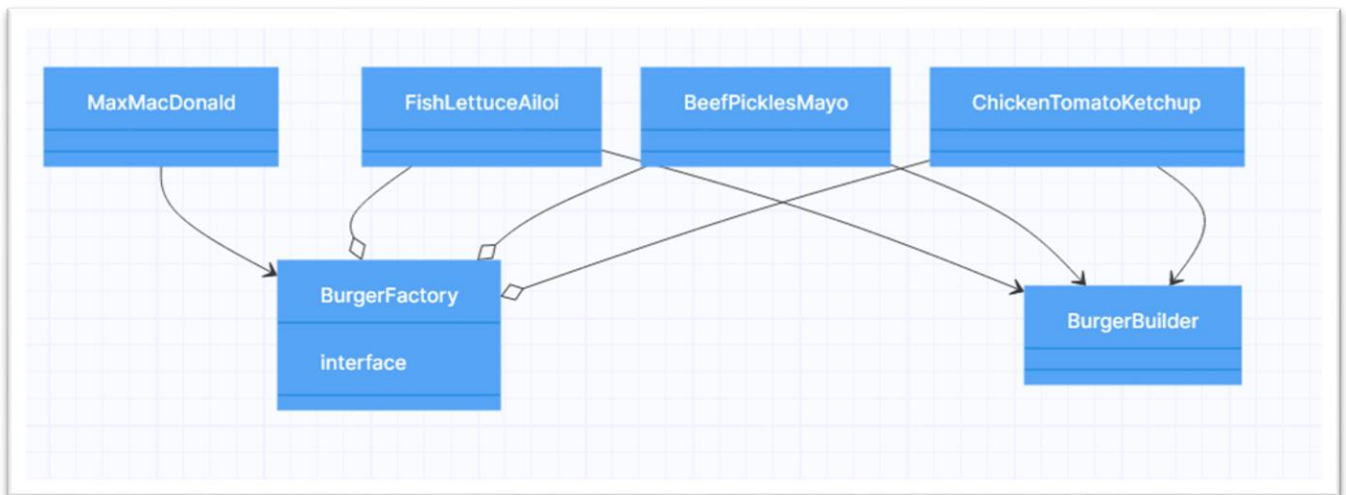 MaxMacDonald
FishLettuceAiloi
BeefPicklesMayo
ChickenTomatoKetchup
BurgerFactory
interface
BurgerBuilder